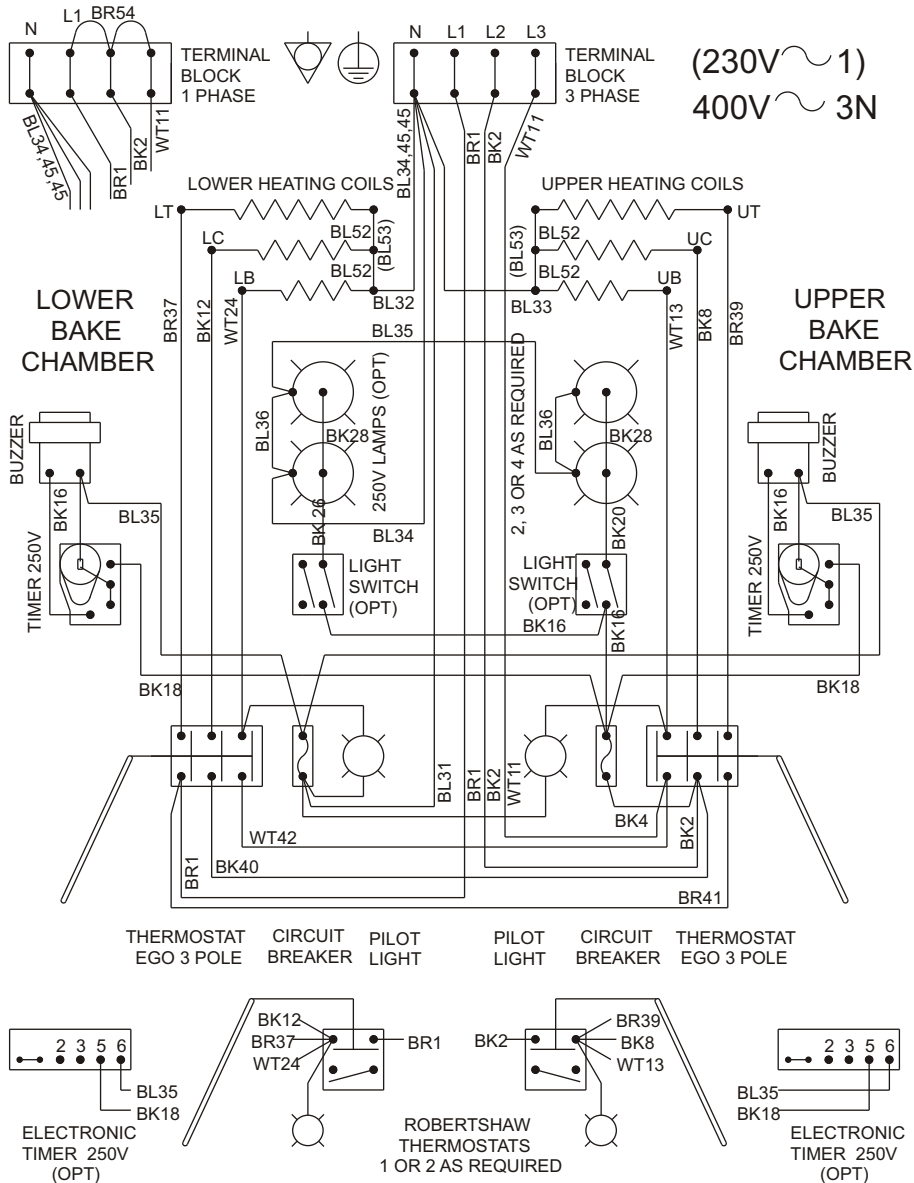 N L1 BR54
TERMINAL
BLOCK
1 PHASE
BL34,45,45
BR1
BK2
WT11
N L1 L2 L3
TERMINAL
BLOCK
3 PHASE
BL34,45,45
BR1
BK2
WT11
(230V 1)
400V 3N
LOWER HEATING COILS
LT
LC
LB
BL52
BL52
(BL53)
BL32
BR37
BK12
WT24
UPPER HEATING COILS
UT
UC
UB
BL52
BL52
(BL53)
BL33
WT13
BK8
BR39
LOWER
BAKE
CHAMBER
UPPER
BAKE
CHAMBER
BL35
BL36
BK28
250V LAMPS (OPT)
BK26
BL34
2, 3 OR 4 AS REQUIRED
BL36
BK28
BK20
BUZZER
BK16
BL35
TIMER 250V
BK18
BUZZER
BK16
BL35
TIMER 250V
BK18
LIGHT
SWITCH
(OPT)
LIGHT
SWITCH
(OPT)
BK16
BK16
BL31
BR1
BK2
WT11
BK4
BK2
WT42
BK40
BR1
BR41
THERMOSTAT
EGO 3 POLE
CIRCUIT
BREAKER
PILOT
LIGHT
PILOT
LIGHT
CIRCUIT
BREAKER
THERMOSTAT
EGO 3 POLE
2 3 5 6
BL35
BK18
ELECTRONIC
TIMER 250V
(OPT)
BK12
BR37
WT24
BR1
BK2
BR39
BK8
WT13
ROBERTSHAW
THERMOSTATS
1 OR 2 AS REQUIRED
2 3 5 6
BL35
BK18
ELECTRONIC
TIMER 250V
(OPT)